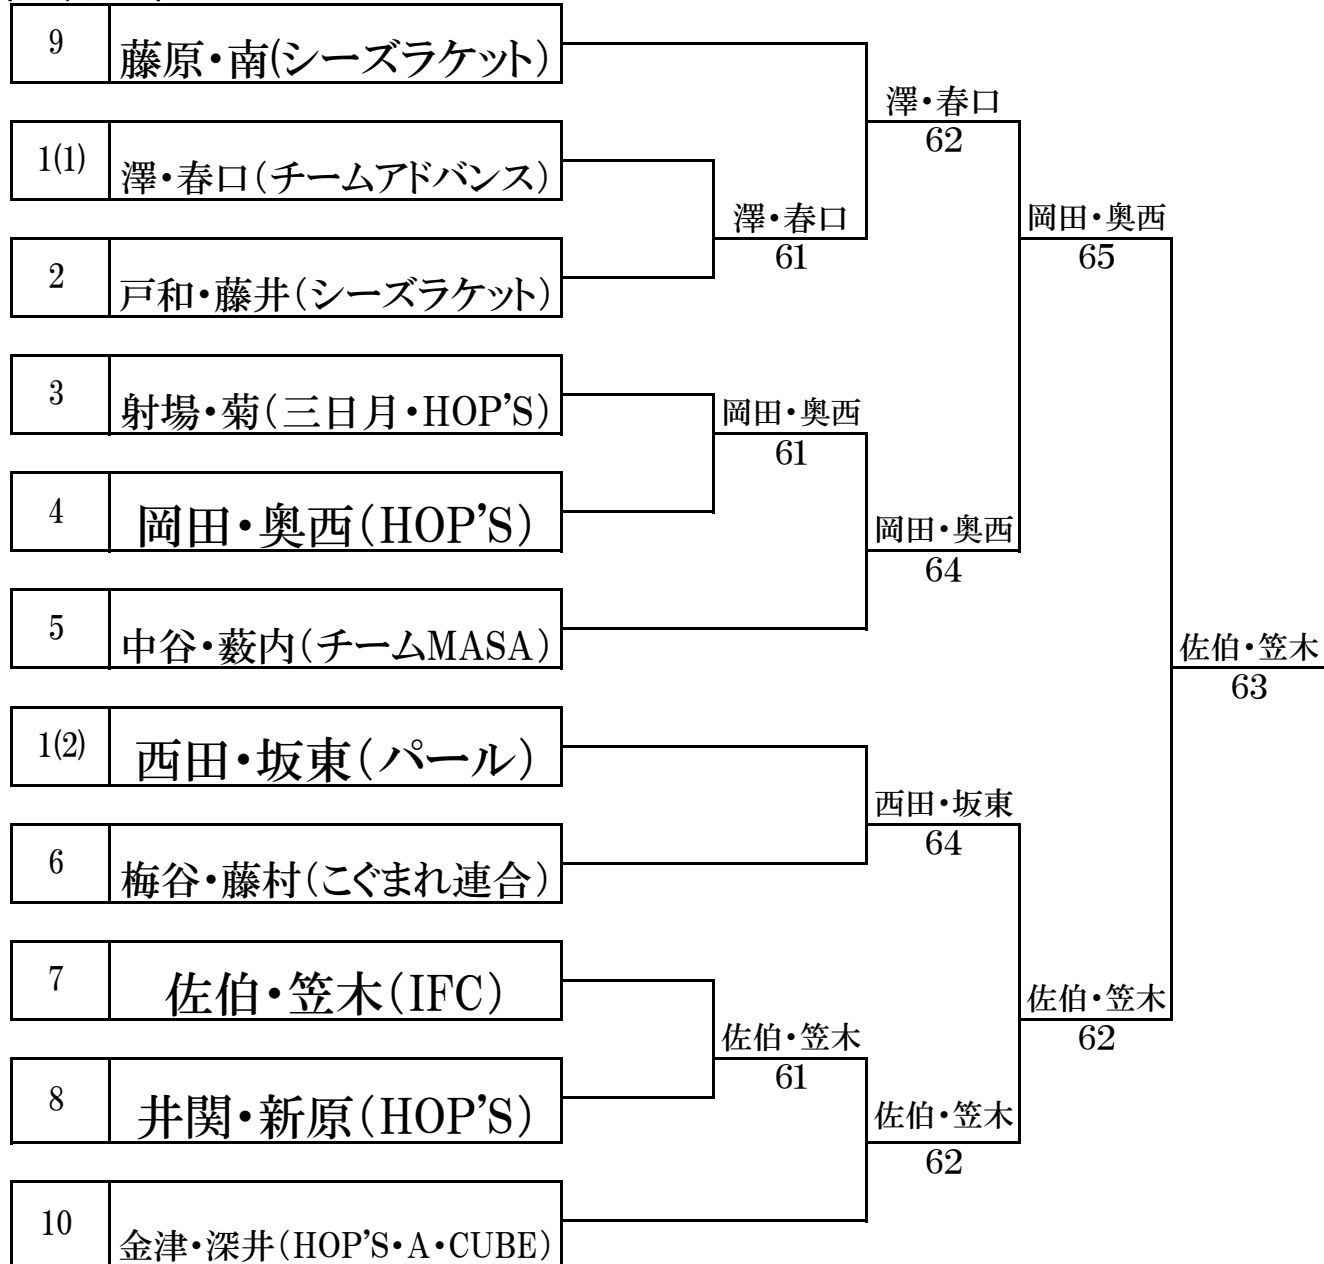 9 藤原・南(シーズラケット)
澤・春口
62
1(1) 澤・春口(チームアドバンス)
澤・春口
61
岡田・奥西
65
2 戸和・藤井(シーズラケット)
3 射場・菊(三日月・HOP'S)
岡田・奥西
61
4 岡田・奥西(HOP'S)
岡田・奥西
64
5 中谷・薮内(チームMASA)
佐伯・笠木
63
1(2) 西田・坂東(パール)
西田・坂東
64
6 梅谷・藤村(こぐまれ連合)
7 佐伯・笠木(IFC)
佐伯・笠木
62
佐伯・笠木
61
8 井関・新原(HOP'S)
佐伯・笠木
62
10 金津・深井(HOP'S・A・CUBE)